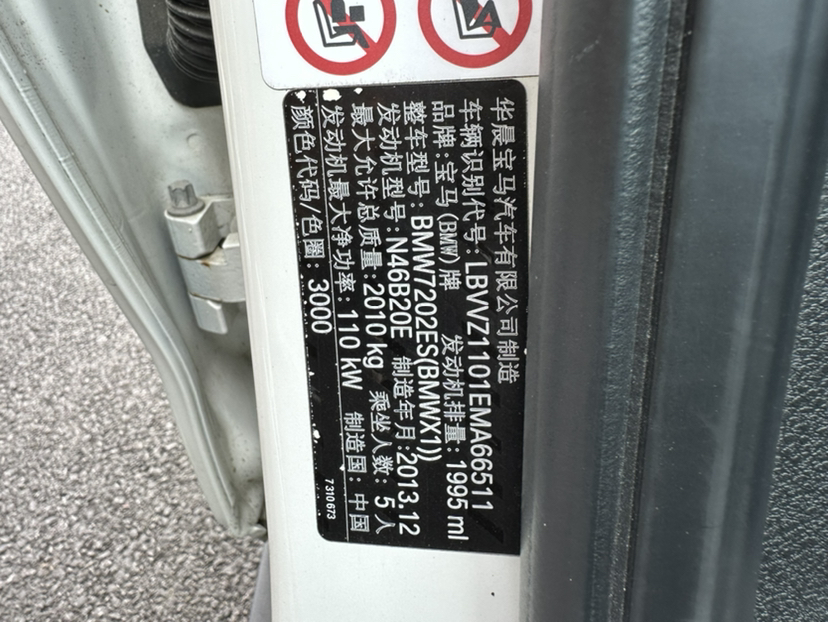 华晨宝马汽车有限公司制造
车辆识别代号: LBVVZ1101EMA66511
品牌: 宝马(BMW)牌 发动机排量: 1995 ml
整车型号: BMW7202ES(BMWX1))
发动机型号: N46B20E 制造年月: 2013.12
最大允许总质量: 2010 kg 乘坐人数: 5人
发动机最大净功率: 110 kW 制造国: 中国
颜色代码/色圈: 3000
7310673